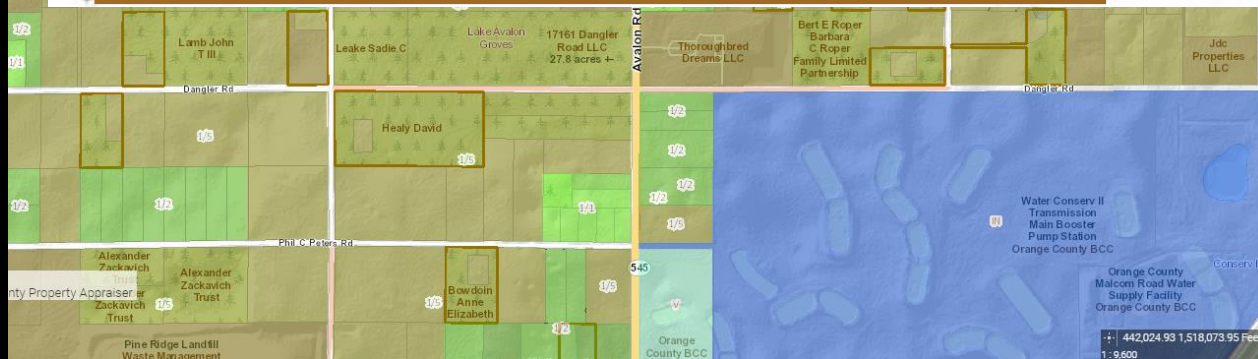 1/2
1/1
Lamb John
T III
Leake Sadie C
Lake Avalon
Groves
17161 Dangler
Road LLC
27.8 acres +-
Avalon Rd
Thoroughbred
Dreams LLC
Bert E Roper
Barbara
C Roper
Family Limited
Partnership
Jdc
Properties
LLC
Dangler Rd
Dangler Rd
1/5
Healy David
1/5
1/2
1/2
1/2
1/2
1/5
1/2
1/2
1/1
Water Conserv II
Transmission
Main Booster
Pump Station
Orange County BCC
IN
Phil C Peters Rd
Alexander
Zackavich
Trust
Zackavich
Trust
1/5
Alexander
Zackavich
Trust
nty Property Appraiser
Pine Ridge Landfill
Waste Management
1/5
Bowdoin
Anne
Elizabeth
1/5
1/2
545
V
Orange
County BCC
Orange County
Malcom Road Water
Supply Facility
Orange County BCC
Conserv
442,024.93 1,518,073.95 Fee
1 : 9,600